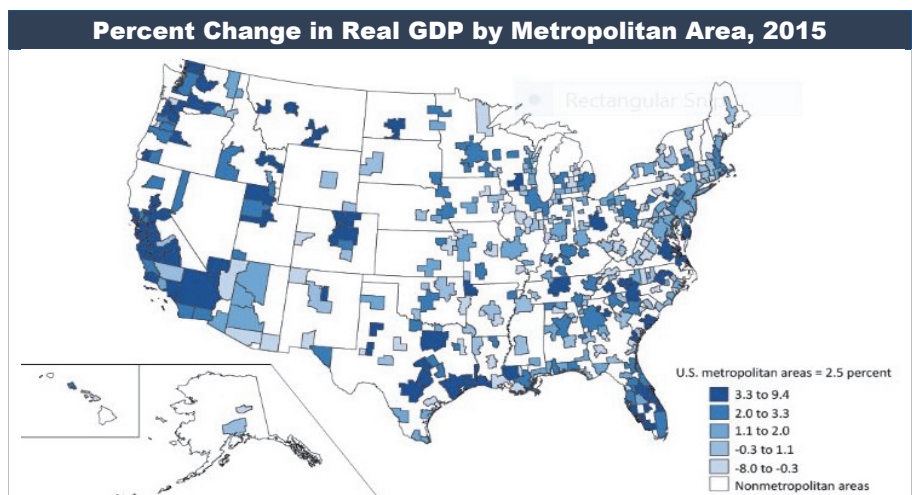 Percent Change in Real GDP by Metropolitan Area, 2015
Rectangular Snip
U.S. metropolitan areas = 2.5 percent
3.3 to 9.4
2.0 to 3.3
1.1 to 2.0
-0.3 to 1.1
-8.0 to -0.3
Nonmetropolitan areas